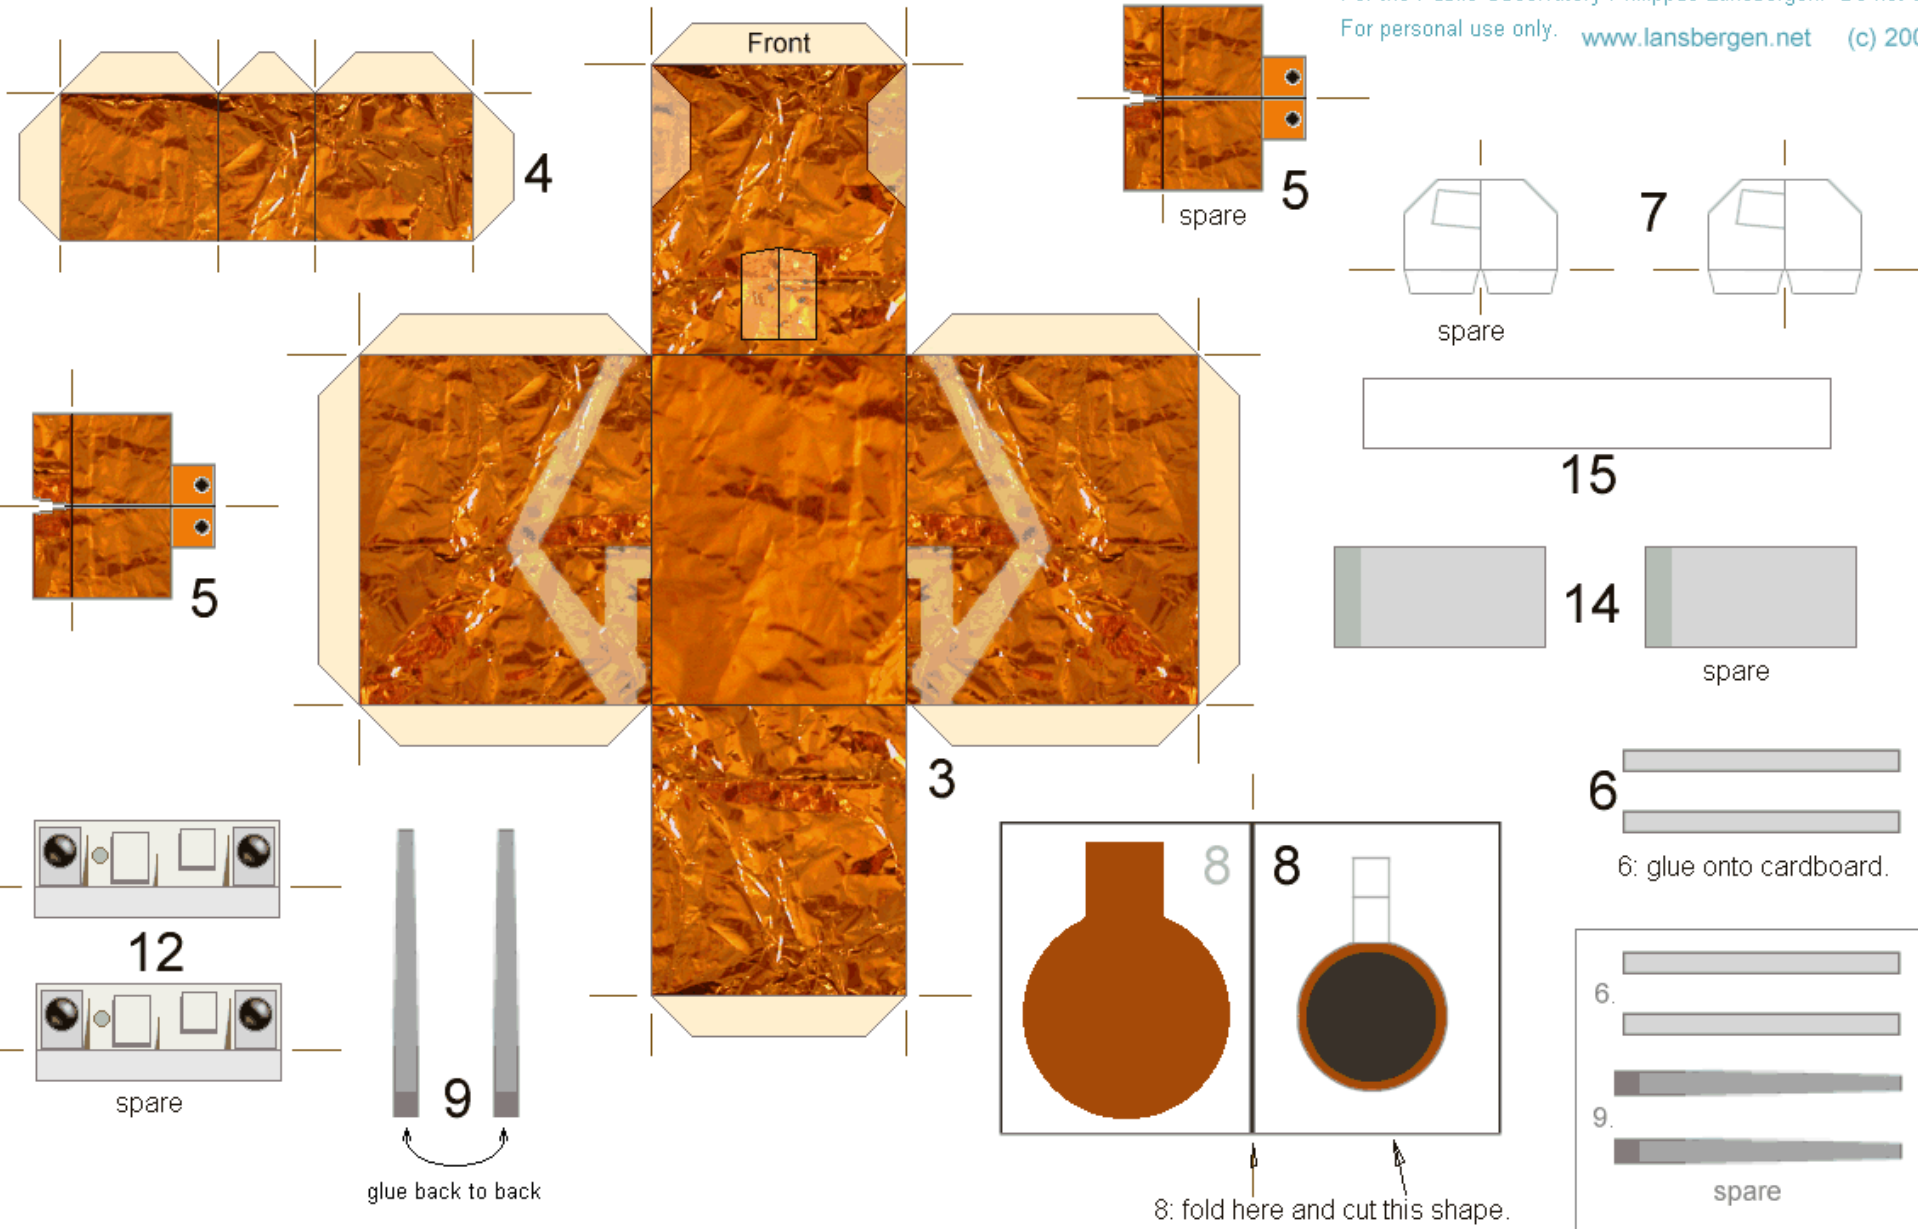 For personal use only. www.lansbergen.net (c) 200
Front
4
5
spare
7
spare
15
5
14
spare
3
6
6: glue onto cardboard.
8 8
12
spare
9
glue back to back
6.
9.
spare
8: fold here and cut this shape.